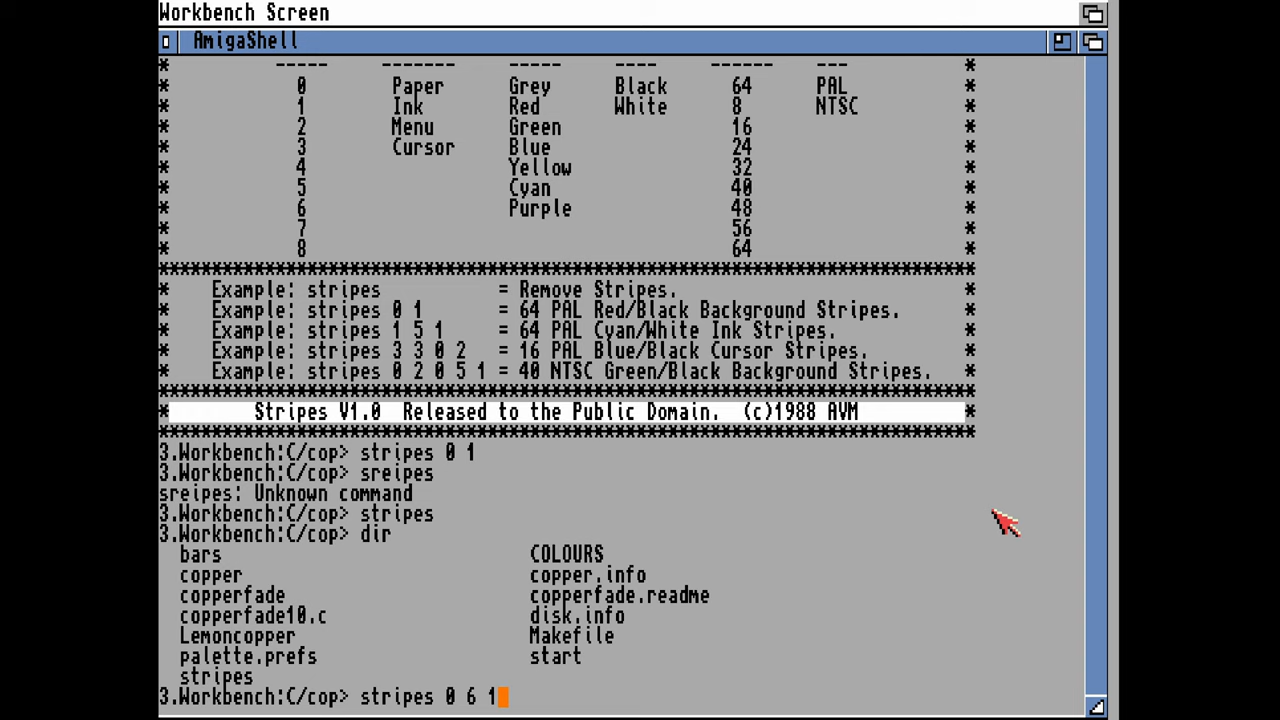 Workbench Screen
AmigaShell
* ----- ------- ----- ---- ------ --- *
* 0 Paper Grey Black 64 PAL *
* 1 Ink Red White 8 NTSC *
* 2 Menu Green 16 *
* 3 Cursor Blue 24 *
* 4 Yellow 32 *
* 5 Cyan 40 *
* 6 Purple 48 *
* 7 56 *
* 8 64 *
******************************************************************************
* Example: stripes = Remove Stripes. *
* Example: stripes 0 1 = 64 PAL Red/Black Background Stripes. *
* Example: stripes 1 5 1 = 64 PAL Cyan/White Ink Stripes. *
* Example: stripes 3 3 0 2 = 16 PAL Blue/Black Cursor Stripes. *
* Example: stripes 0 2 0 5 1 = 40 NTSC Green/Black Background Stripes. *
******************************************************************************
* Stripes V1.0 Released to the Public Domain. (c)1988 AVM *
******************************************************************************
3.Workbench:C/cop> stripes 0 1
3.Workbench:C/cop> sreipes
sreipes: Unknown command
3.Workbench:C/cop> stripes
3.Workbench:C/cop> dir
bars COLOURS
copper copper.info
copperfade copperfade.readme
copperfade10.c disk.info
Lemoncopper Makefile
palette.prefs start
stripes
3.Workbench:C/cop> stripes 0 6 1